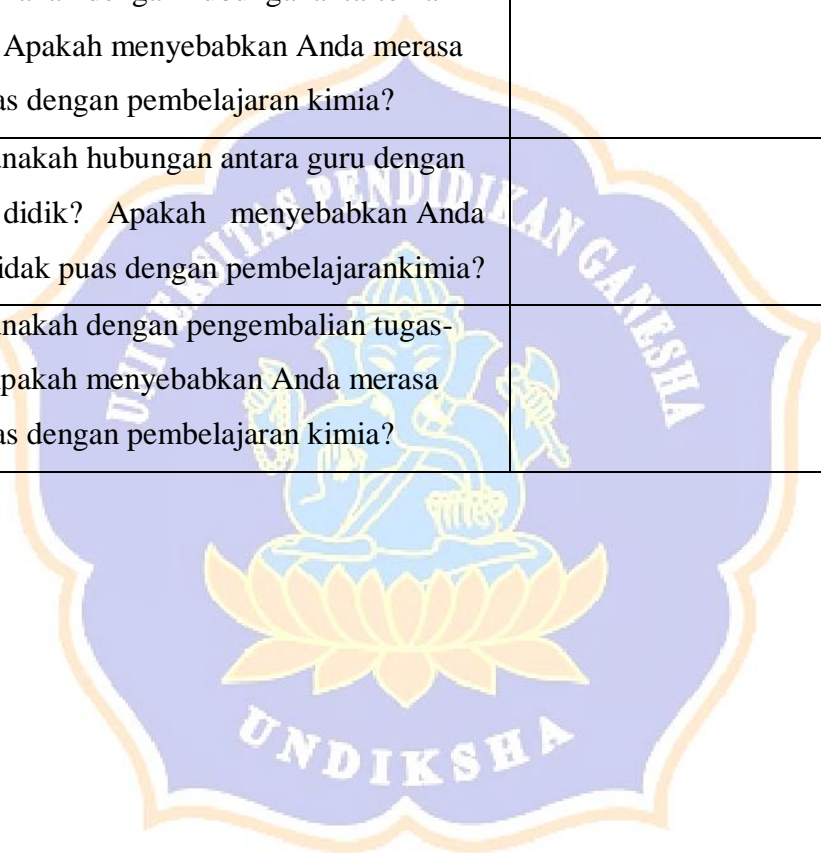 Apakah menyebabkan Anda merasa
as dengan pembelajaran kimia?
nakah hubungan antara guru dengan
didik? Apakah menyebabkan Anda
idak puas dengan pembelajarankimia?
nakah dengan pengembalian tugas-
pakah menyebabkan Anda merasa
as dengan pembelajaran kimia?
UNIVERSITAS PENDIDIKAN GANESHA
UNDIKSHA